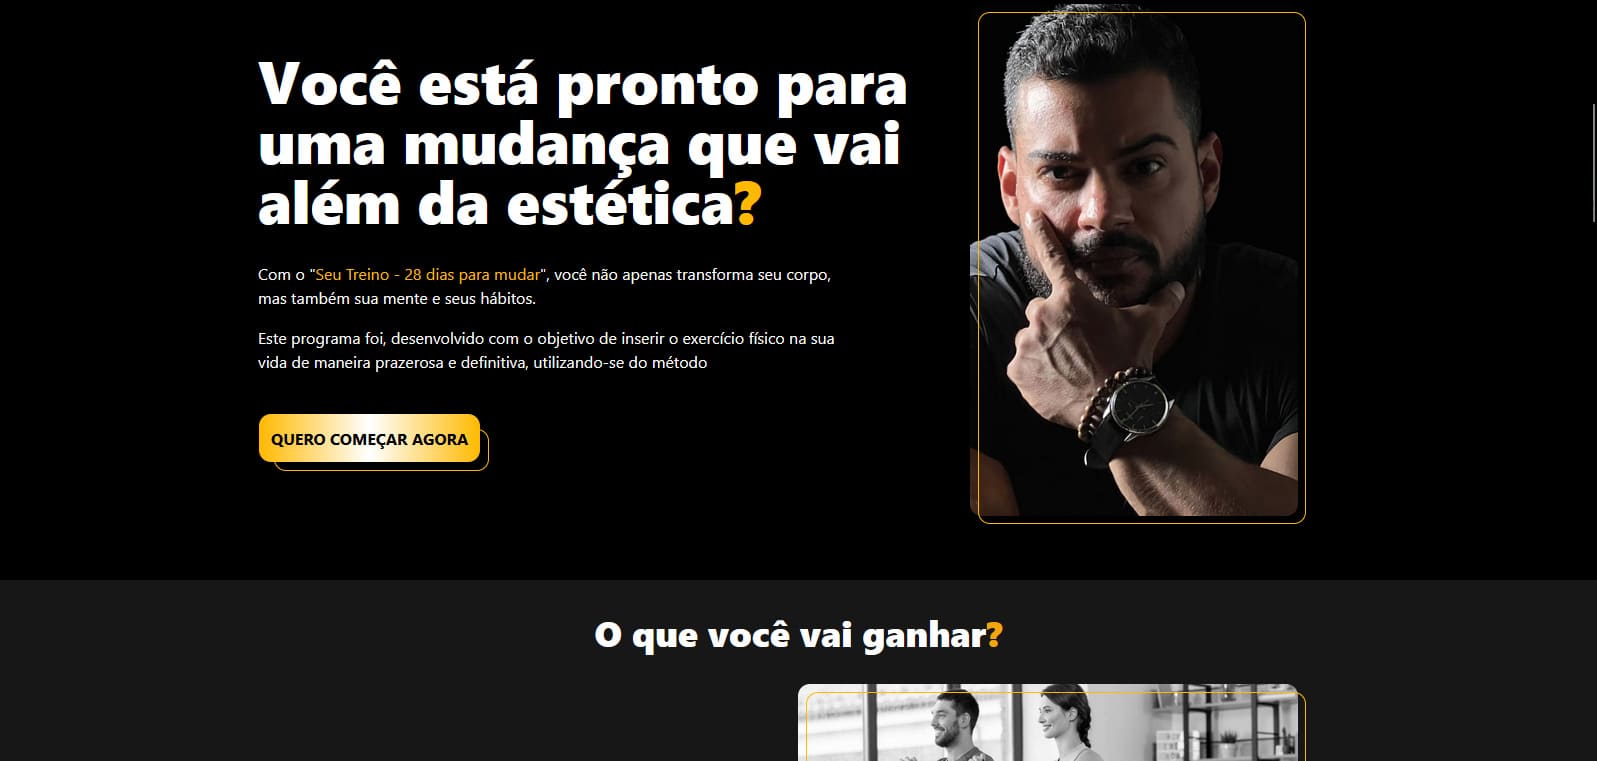 Você está pronto para
uma mudança que vai
além da estética?
Com o "Seu Treino - 28 dias para mudar", você não apenas transforma seu corpo,
mas também sua mente e seus hábitos.
Este programa foi, desenvolvido com o objetivo de inserir o exercício físico na sua
vida de maneira prazerosa e definitiva, utilizando-se do método
QUERO COMEÇAR AGORA
O que você vai ganhar?